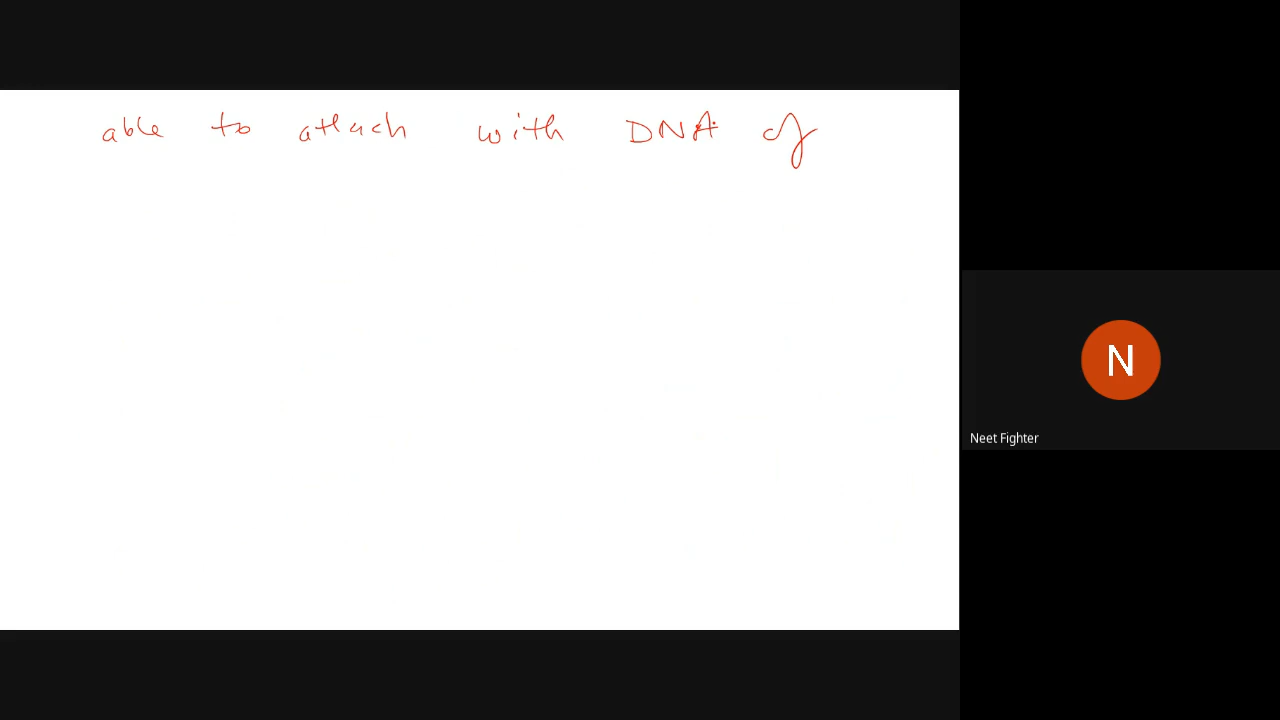 able to attach with DNA of
N
Neet Fighter